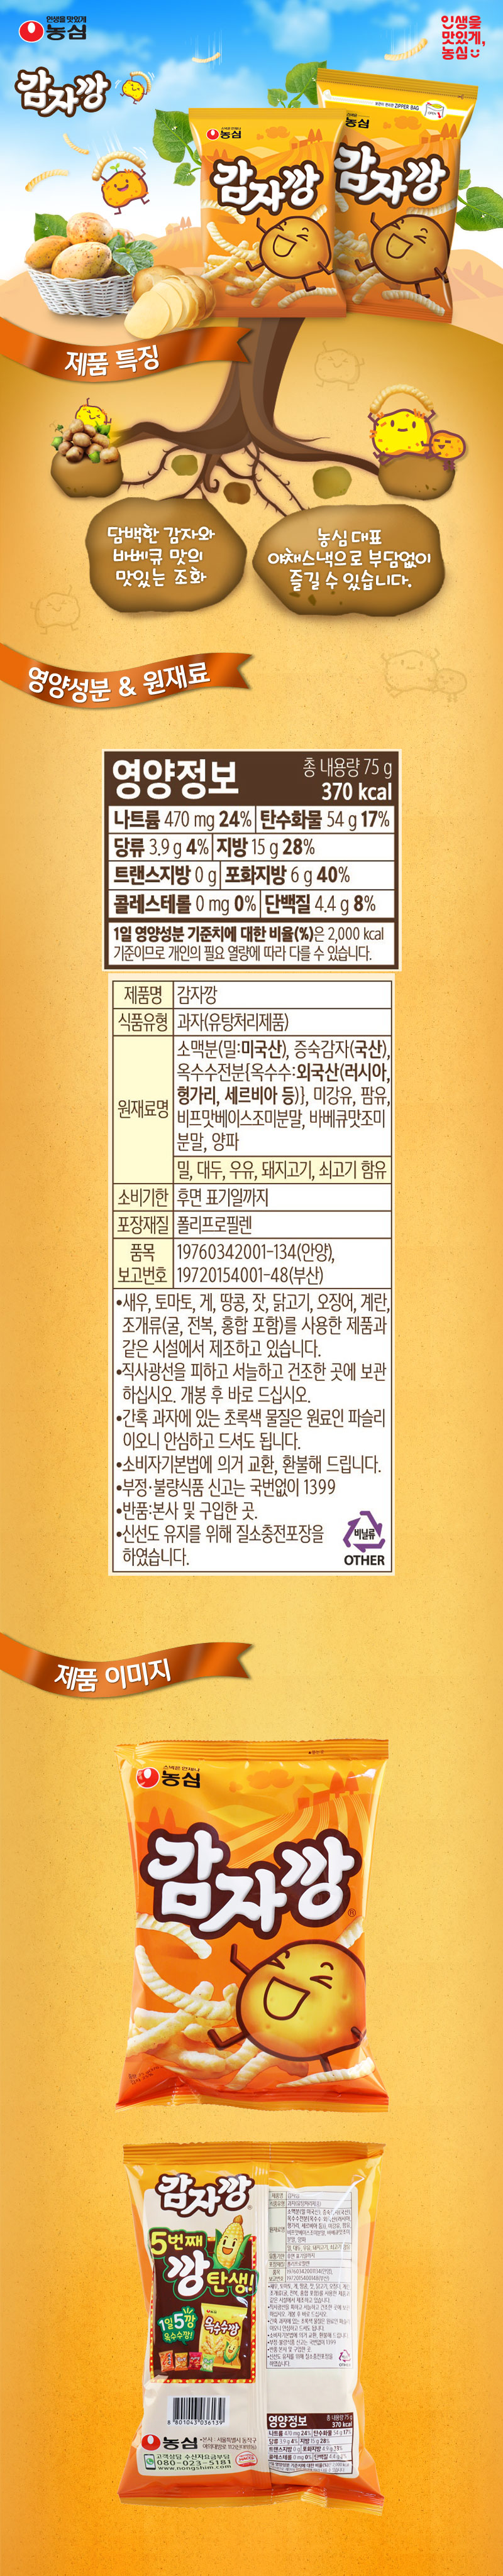 인생을 맛있게
농심
인생을
맛있게,
농심
감자깡
농심
감자깡
ZIPPER BAG
농심
감자깡
제품 특징
담백한 감자와
바베큐 맛의
맛있는 조화
농심 대표
야채스낵으로 부담없이
즐길 수 있습니다.
영양성분 & 원재료
영양정보
총 내용량 75 g
370 kcal
나트륨 470 mg 24% 탄수화물 54 g 17%
당류 3.9 g 4% 지방 15 g 28%
트랜스지방 0 g 포화지방 6 g 40%
콜레스테롤 0 mg 0% 단백질 4.4 g 8%
1일 영양성분 기준치에 대한 비율(%)은 2,000 kcal
기준이므로 개인의 필요 열량에 따라 다를 수 있습니다.
제품명 감자깡
식품유형 과자(유탕처리제품)
원재료명
소맥분(밀:미국산), 증숙감자(국산),
옥수수전분{옥수수:외국산(러시아,
헝가리, 세르비아 등)}, 미강유, 팜유,
비프맛베이스조미분말, 바베큐맛조미
분말, 양파
밀, 대두, 우유, 돼지고기, 쇠고기 함유
소비기한 후면 표기일까지
포장재질 폴리프로필렌
품목
보고번호
19760342001-134(안양),
19720154001-48(부산)
•새우, 토마토, 게, 땅콩, 잣, 닭고기, 오징어, 계란,
조개류(굴, 전복, 홍합 포함)를 사용한 제품과
같은 시설에서 제조하고 있습니다.
•직사광선을 피하고 서늘하고 건조한 곳에 보관
하십시오. 개봉 후 바로 드십시오.
•간혹 과자에 있는 초록색 물질은 원료인 파슬리
이오니 안심하고 드셔도 됩니다.
•소비자기본법에 의거 교환, 환불해 드립니다.
•부정·불량식품 신고는 국번없이 1399
•반품:본사 및 구입한 곳.
•신선도 유지를 위해 질소충전포장을
하였습니다.
비닐류
OTHER
제품 이미지
농심
감자깡
감자깡
5번째
깡 탄생!
1일5깡
옥수수깡!
옥수수깡
영양정보
370 kcal
8 801043 036139
농심
고객상담 수신자요금부담
080-023-5181
www.nongshim.com